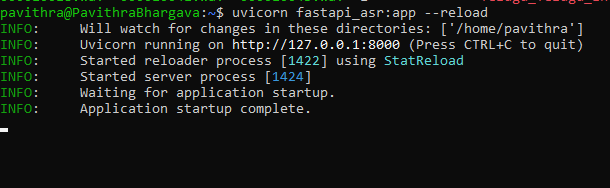 pavithra@PavithraBhargava:~$ uvicorn fastapi_asr:app --reload
INFO:     Will watch for changes in these directories: ['/home/pavithra']
INFO:     Uvicorn running on http://127.0.0.1:8000 (Press CTRL+C to quit)
INFO:     Started reloader process [1422] using StatReload
INFO:     Started server process [1424]
INFO:     Waiting for application startup.
INFO:     Application startup complete.